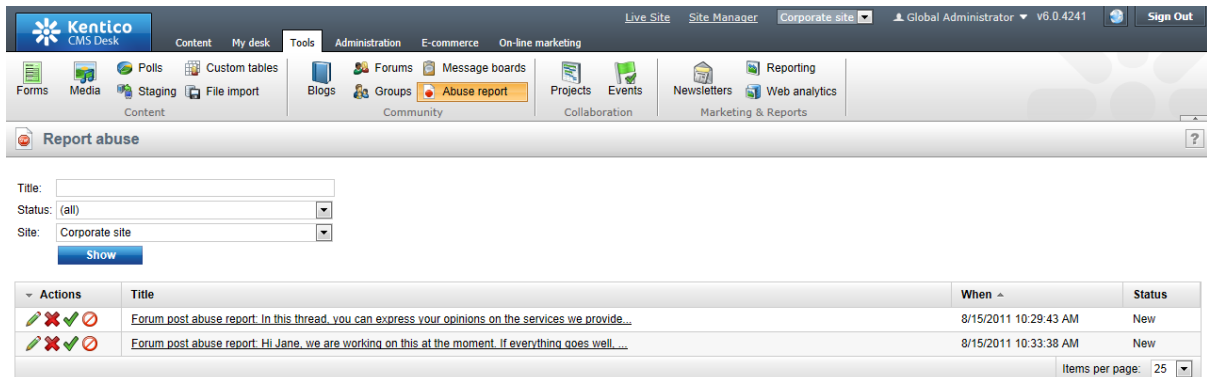 Kentico
CMS Desk
Live Site Site Manager Corporate site Global Administrator v6.0.4241 Sign Out
Content My desk Tools Administration E-commerce On-line marketing
Forms Media Polls Custom tables Staging File import Blogs Forums Message boards Groups Abuse report Projects Events Newsletters Reporting Web analytics
Content Community Collaboration Marketing & Reports
Report abuse ?
Title:
Status: (all)
Site: Corporate site
Show
Actions Title When Status
Forum post abuse report: In this thread, you can express your opinions on the services we provide... 8/15/2011 10:29:43 AM New
Forum post abuse report: Hi Jane, we are working on this at the moment. If everything goes well, ... 8/15/2011 10:33:38 AM New
Items per page: 25